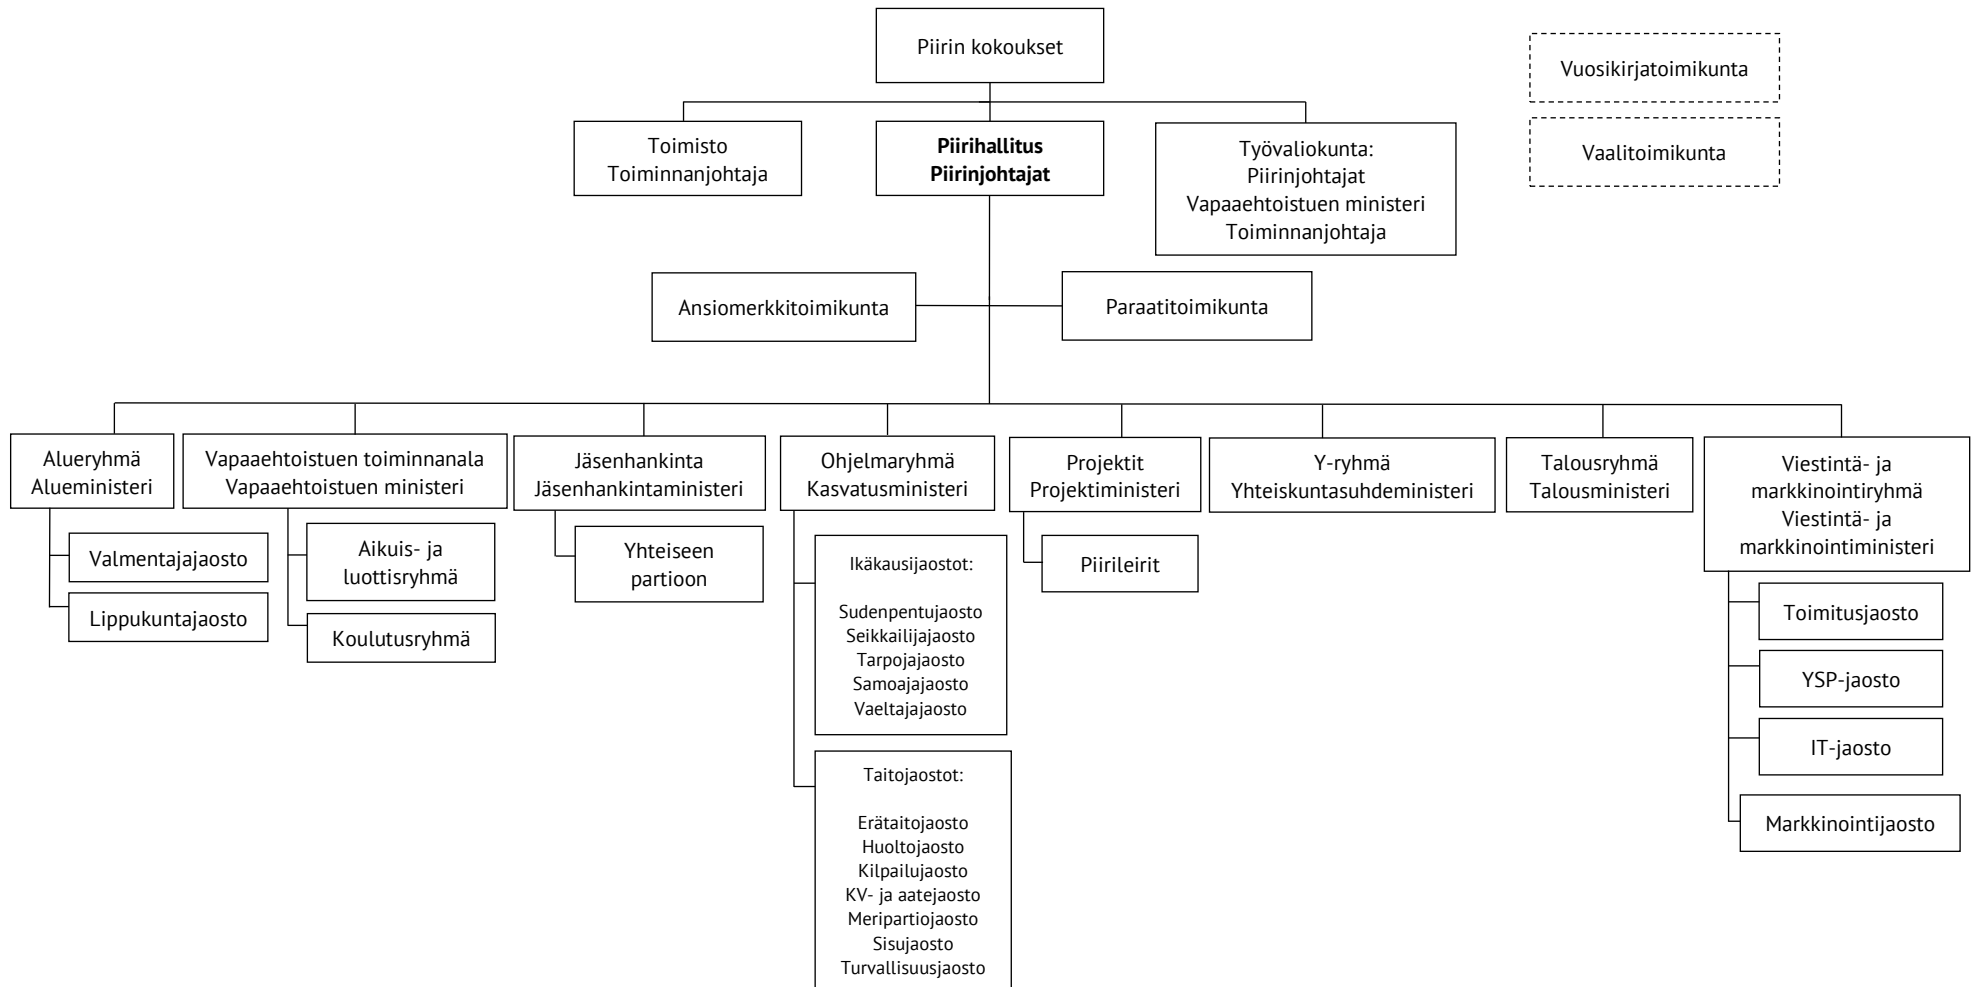 Piirin kokoukset
Vuosikirjatoimikunta
Vaalitoimikunta
Toimisto
Toiminnanjohtaja
Piirihallitus
Piirinjohtajat
Työvaliokunta:
Piirinjohtajat
Vapaaehtoistuen ministeri
Toiminnanjohtaja
Ansiomerkkitoimikunta
Paraatitoimikunta
Alueryhmä
Alueministeri
Valmentajajaosto
Lippukuntajaosto
Vapaaehtoistuen toiminnanala
Vapaaehtoistuen ministeri
Aikuis- ja
luottisryhmä
Koulutusryhmä
Jäsenhankinta
Jäsenhankintaministeri
Yhteiseen
partioon
Ohjelmaryhmä
Kasvatusministeri
Ikäkausijaostot:
Sudenpentujaosto
Seikkailijajaosto
Tarpojajaosto
Samoajajaosto
Vaeltajajaosto
Taitojaostot:
Erätaitojaosto
Huoltojaosto
Kilpailujaosto
KV- ja aatejaosto
Meripartiojaosto
Sisujaosto
Turvallisuusjaosto
Projektit
Projektiministeri
Piirileirit
Y-ryhmä
Yhteiskuntasuhdeministeri
Talousryhmä
Talousministeri
Viestintä- ja
markkinointiryhmä
Viestintä- ja
markkinointiministeri
Toimitusjaosto
YSP-jaosto
IT-jaosto
Markkinointijaosto